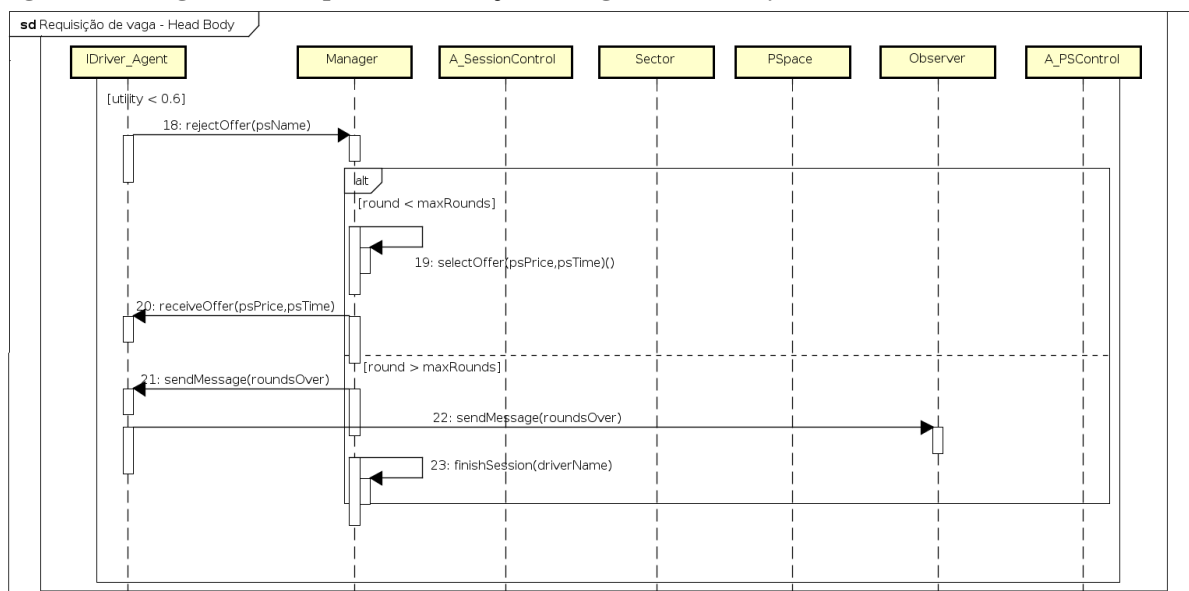 sd Requisição de vaga - Head Body
IDriver_Agent
Manager
A_SessionControl
Sector
PSpace
Observer
A_PSControl
[utility < 0.6]
18: rejectOffer(psName)
alt
[round < maxRounds]
19: selectOffer(psPrice,psTime)()
20: receiveOffer(psPrice,psTime)
[round > maxRounds]
21: sendMessage(roundsOver)
22: sendMessage(roundsOver)
23: finishSession(driverName)